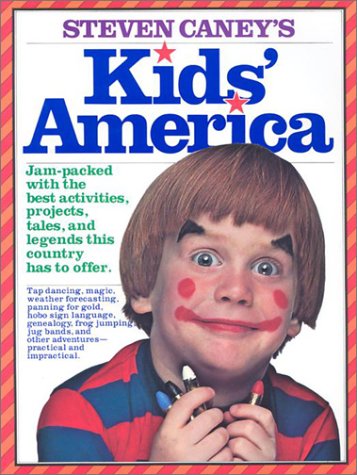 STEVEN CANEY'S
Kids'
America
Jam-packed
with the
best activities,
projects,
tales, and
legends this
country
has to offer.
Tap dancing, magic,
weather forecasting,
panning for gold,
hobo sign language,
genealogy, frog jumping,
jug bands, and
other adventures—
practical and
impractical.